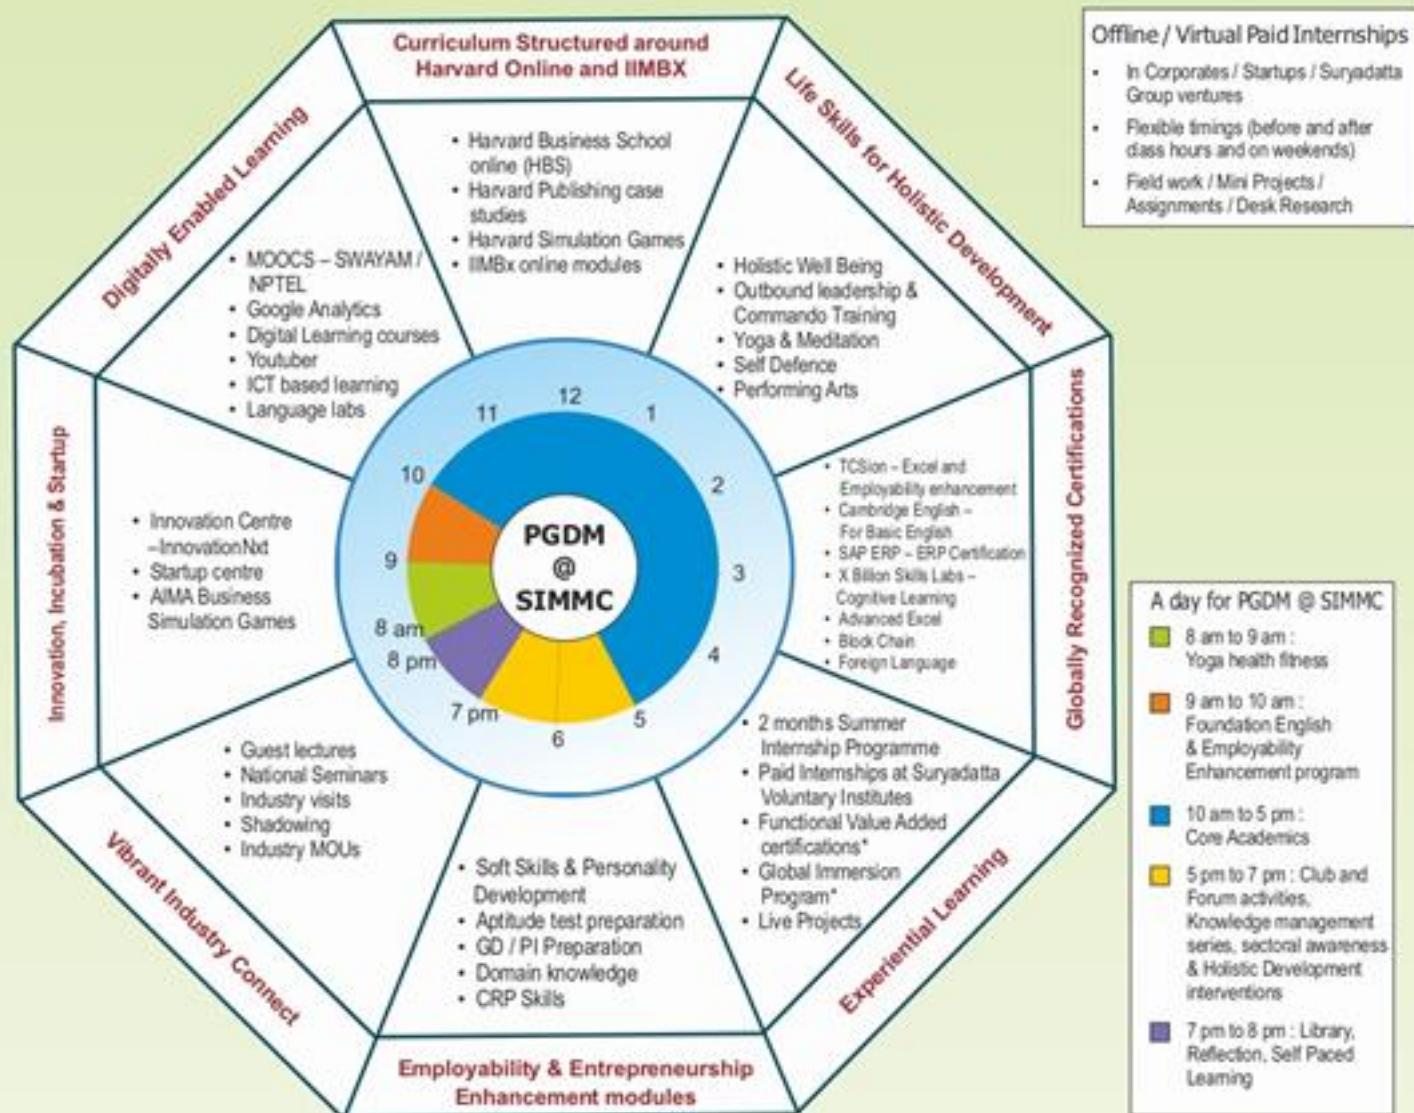 Curriculum Structured around
Harvard Online and IIMBX
• Harvard Business School
online (HBS)
• Harvard Publishing case
studies
• Harvard Simulation Games
• IIMBx online modules
Life Skills for Holistic Development
• Holistic Well Being
• Outbound leadership &
Commando Training
• Yoga & Meditation
• Self Defence
• Performing Arts
Globally Recognized Certifications
• TCSion – Excel and
Employability enhancement
• Cambridge English –
For Basic English
• SAP ERP – ERP Certification
• X Billion Skills Labs –
Cognitive Learning
• Advanced Excel
• Block Chain
• Foreign Language
Experiential Learning
• 2 months Summer
Internship Programme
• Paid Internships at Suryadatta
Voluntary Institutes
• Functional Value Added
certifications*
• Global Immersion
Program*
• Live Projects
Employability & Entrepreneurship
Enhancement modules
• Soft Skills & Personality
Development
• Aptitude test preparation
• GD / PI Preparation
• Domain knowledge
• CRP Skills
Vibrant Industry Connect
• Guest lectures
• National Seminars
• Industry visits
• Shadowing
• Industry MOUs
Innovation, Incubation & Startup
• Innovation Centre
–InnovationNxt
• Startup centre
• AIMA Business
Simulation Games
Digitally Enabled Learning
• MOOCS – SWAYAM /
NPTEL
• Google Analytics
• Digital Learning courses
• Youtuber
• ICT based learning
• Language labs
12
1
2
3
4
5
6
7 pm
8 pm
8 am
9
10
11
PGDM
@
SIMMC
Offline / Virtual Paid Internships
• In Corporates / Startups / Suryadatta
Group ventures
• Flexible timings (before and after
class hours and on weekends)
• Field work / Mini Projects /
Assignments / Desk Research
A day for PGDM @ SIMMC
8 am to 9 am :
Yoga health fitness
9 am to 10 am :
Foundation English
& Employability
Enhancement program
10 am to 5 pm :
Core Academics
5 pm to 7 pm : Club and
Forum activities,
Knowledge management
series, sectoral awareness
& Holistic Development
interventions
7 pm to 8 pm : Library,
Reflection, Self Paced
Learning